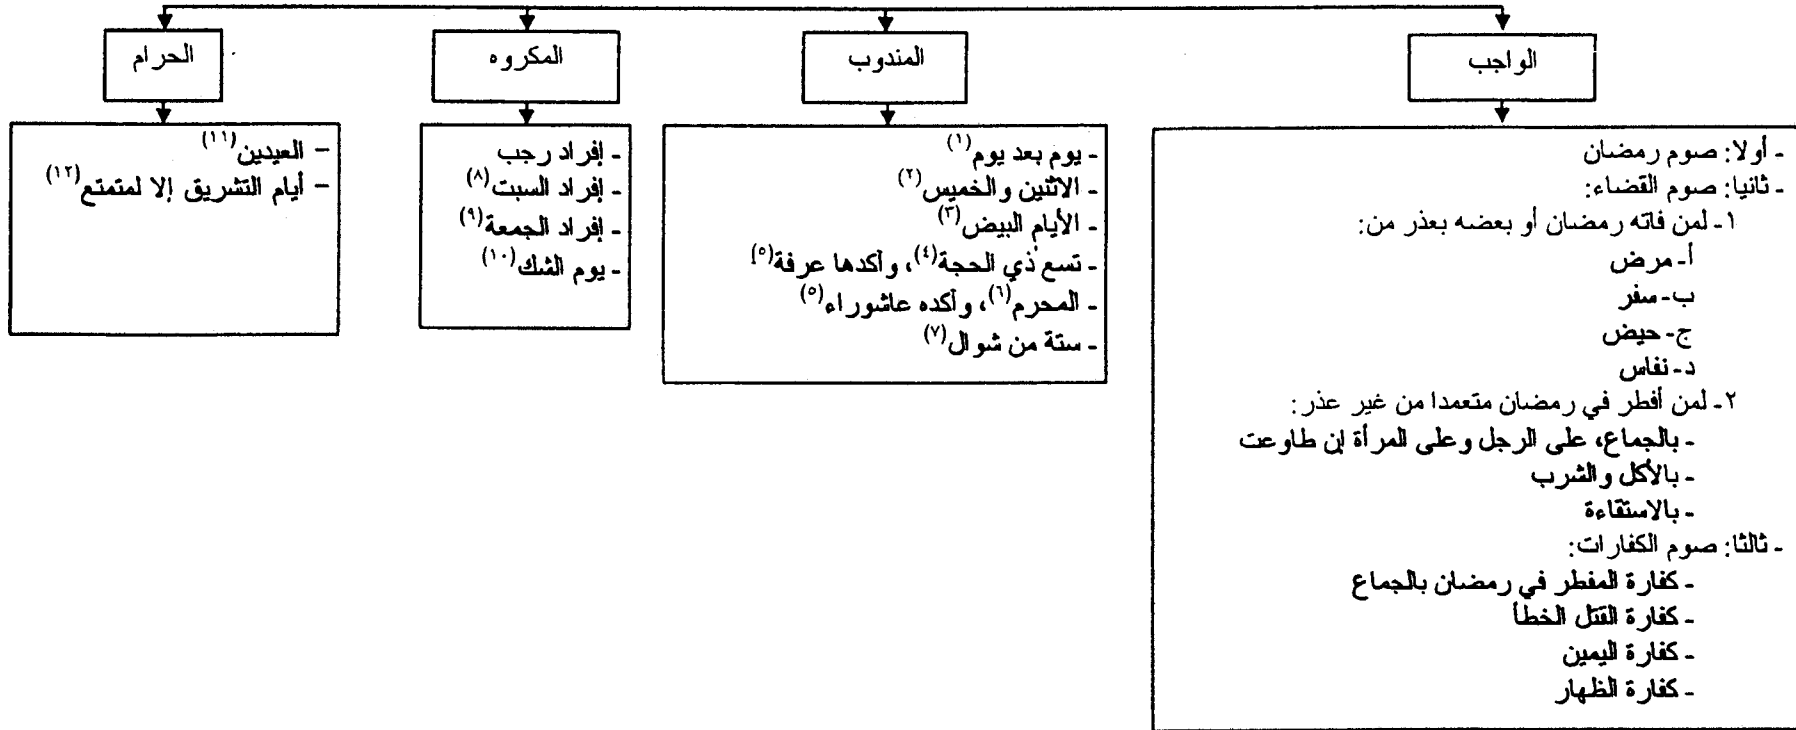 الواجب
- أولا: صوم رمضان
- ثانيا: صوم القضاء:
١- لمن فاته رمضان أو بعضه بعذر من:
أ- مرض
ب- سفر
ج- حيض
د- نفاس
٢- لمن أفطر في رمضان متعمدا من غير عذر:
- بالجماع، على الرجل وعلى المرأة إن طاوعت
- بالأكل والشرب
- بالاستقاءة
- ثالثا: صوم الكفارات:
- كفارة المفطر في رمضان بالجماع
- كفارة القتل الخطأ
- كفارة اليمين
- كفارة الظهار
المندوب
- يوم بعد يوم(١)
- الاثنين والخميس(٢)
- الأيام البيض(٣)
- تسع ذي الحجة(٤)، وآكدها عرفة(٥)
- المحرم(٦)، وآكده عاشوراء(٥)
- ستة من شوال(٧)
المكروه
- إفراد رجب
- إفراد السبت(٨)
- إفراد الجمعة(٩)
- يوم الشك(١٠)
الحرام
– العيدين(١١)
– أيام التشريق إلا لمتمتع(١٢)